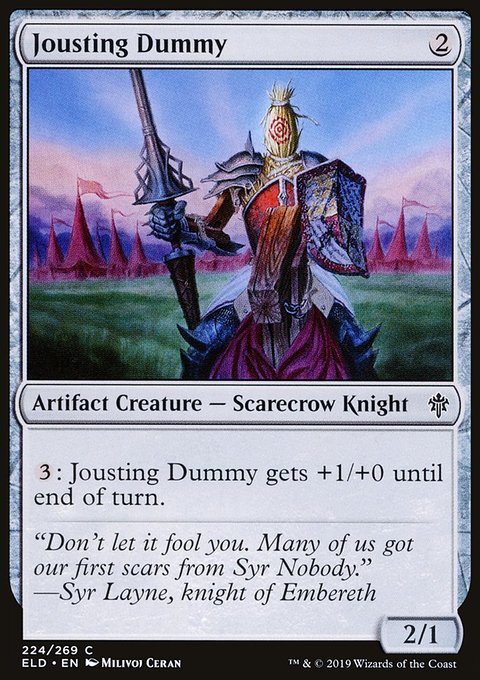 Jousting Dummy 2
Artifact Creature — Scarecrow Knight
3: Jousting Dummy gets +1/+0 until
end of turn.
“Don’t let it fool you. Many of us got
our first scars from Syr Nobody.”
—Syr Layne, knight of Embereth
2/1
224/269 C
ELD • EN Milivoj Ceran
™ & © 2019 Wizards of the Coast